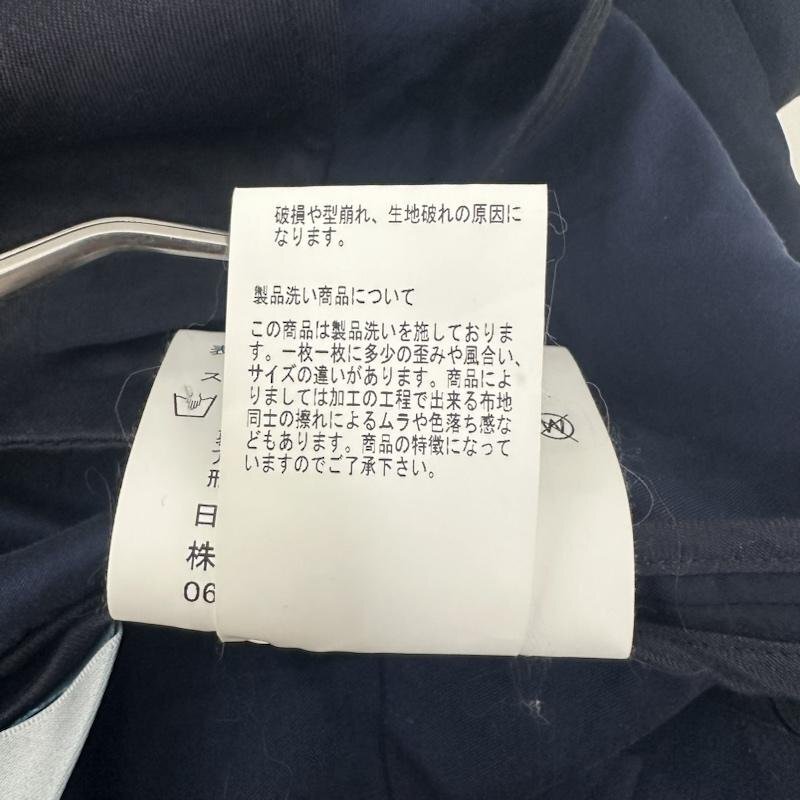 破損や型崩れ、生地破れの原因に
なります。
製品洗い商品について
この商品は製品洗いを施しておりま
す。一枚一枚に多少の歪みや風合い、
サイズの違いがあります。商品によ
りましては加工の工程で出来る布地
同士の擦れによるムラや色落ち感な
どもあります。商品の特徴になって
いますのでご了承下さい。
ス
形
日
株
06
W